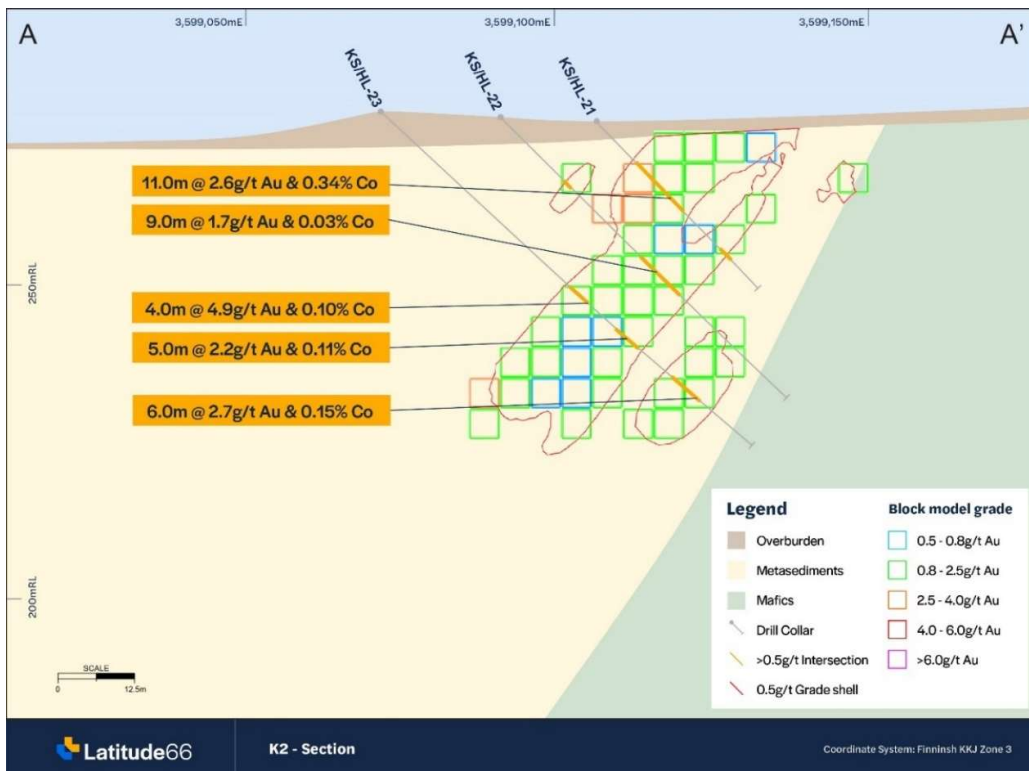 A
3,599,050mE
3,599,100mE
3,599,150mE
A'
KS/HL-23
KS/HL-22
KS/HL-21
11.0m @ 2.6g/t Au & 0.34% Co
9.0m @ 1.7g/t Au & 0.03% Co
250mRL
4.0m @ 4.9g/t Au & 0.10% Co
5.0m @ 2.2g/t Au & 0.11% Co
6.0m @ 2.7g/t Au & 0.15% Co
200mRL
Legend
Overburden
Metasediments
Mafics
Drill Collar
>0.5g/t Intersection
0.5g/t Grade shell
Block model grade
0.5 - 0.8g/t Au
0.8 - 2.5g/t Au
2.5 - 4.0g/t Au
4.0 - 6.0g/t Au
>6.0g/t Au
SCALE
0 12.5m
Latitude66
K2 - Section
Coordinate System: Finninsh KKJ Zone 3